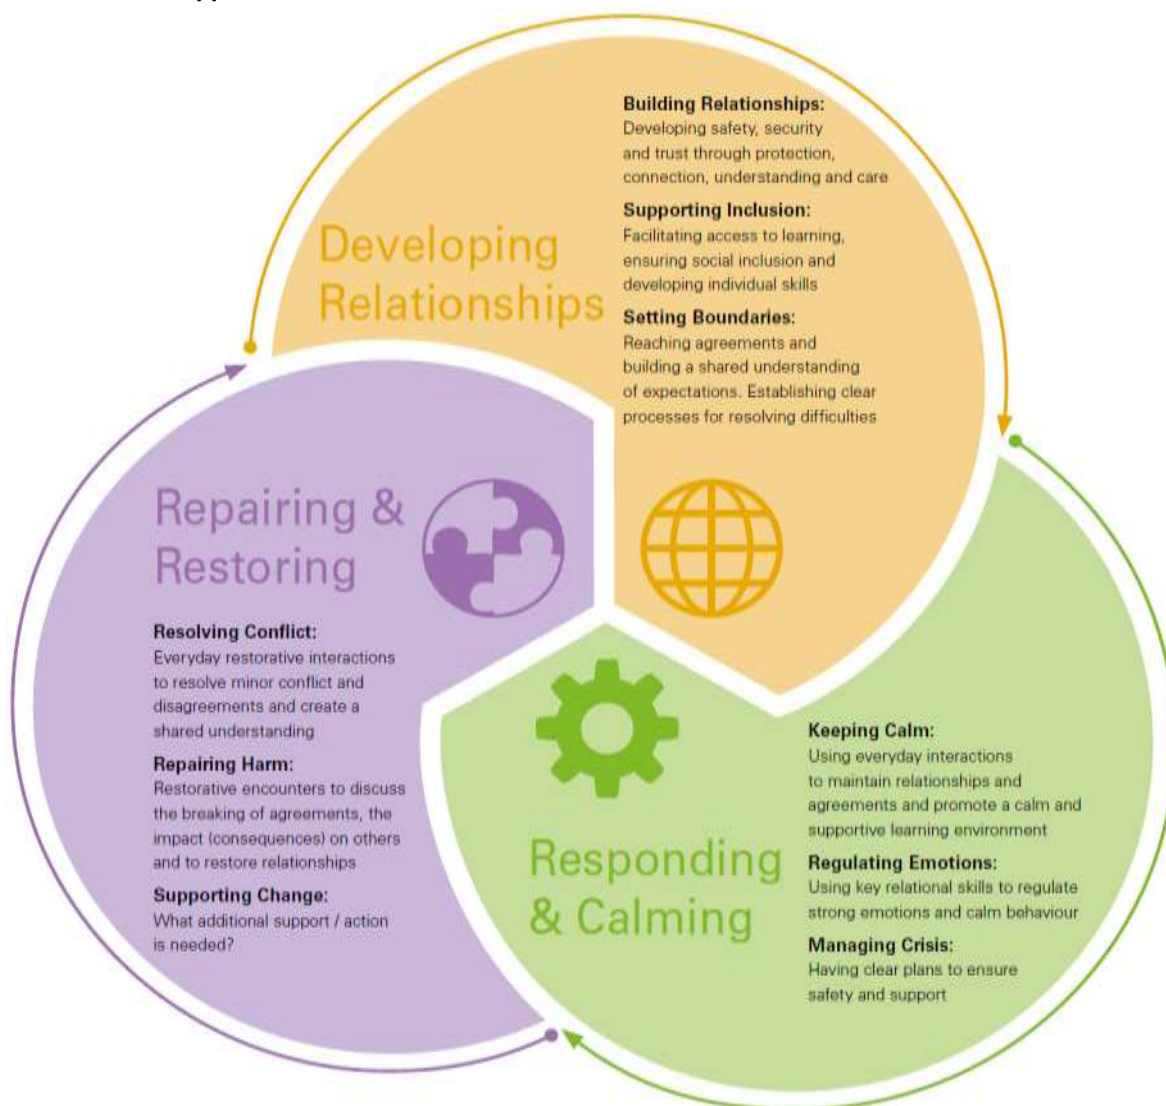 Developing
Relationships
Building Relationships:
Developing safety, security
and trust through protection,
connection, understanding and care
Supporting Inclusion:
Facilitating access to learning,
ensuring social inclusion and
developing individual skills
Setting Boundaries:
Reaching agreements and
building a shared understanding
of expectations. Establishing clear
processes for resolving difficulties
Repairing &
Restoring
Resolving Conflict:
Everyday restorative interactions
to resolve minor conflict and
disagreements and create a
shared understanding
Repairing Harm:
Restorative encounters to discuss
the breaking of agreements, the
impact (consequences) on others
and to restore relationships
Supporting Change:
What additional support / action
is needed?
Responding
& Calming
Keeping Calm:
Using everyday interactions
to maintain relationships and
agreements and promote a calm and
supportive learning environment
Regulating Emotions:
Using key relational skills to regulate
strong emotions and calm behaviour
Managing Crisis:
Having clear plans to ensure
safety and support